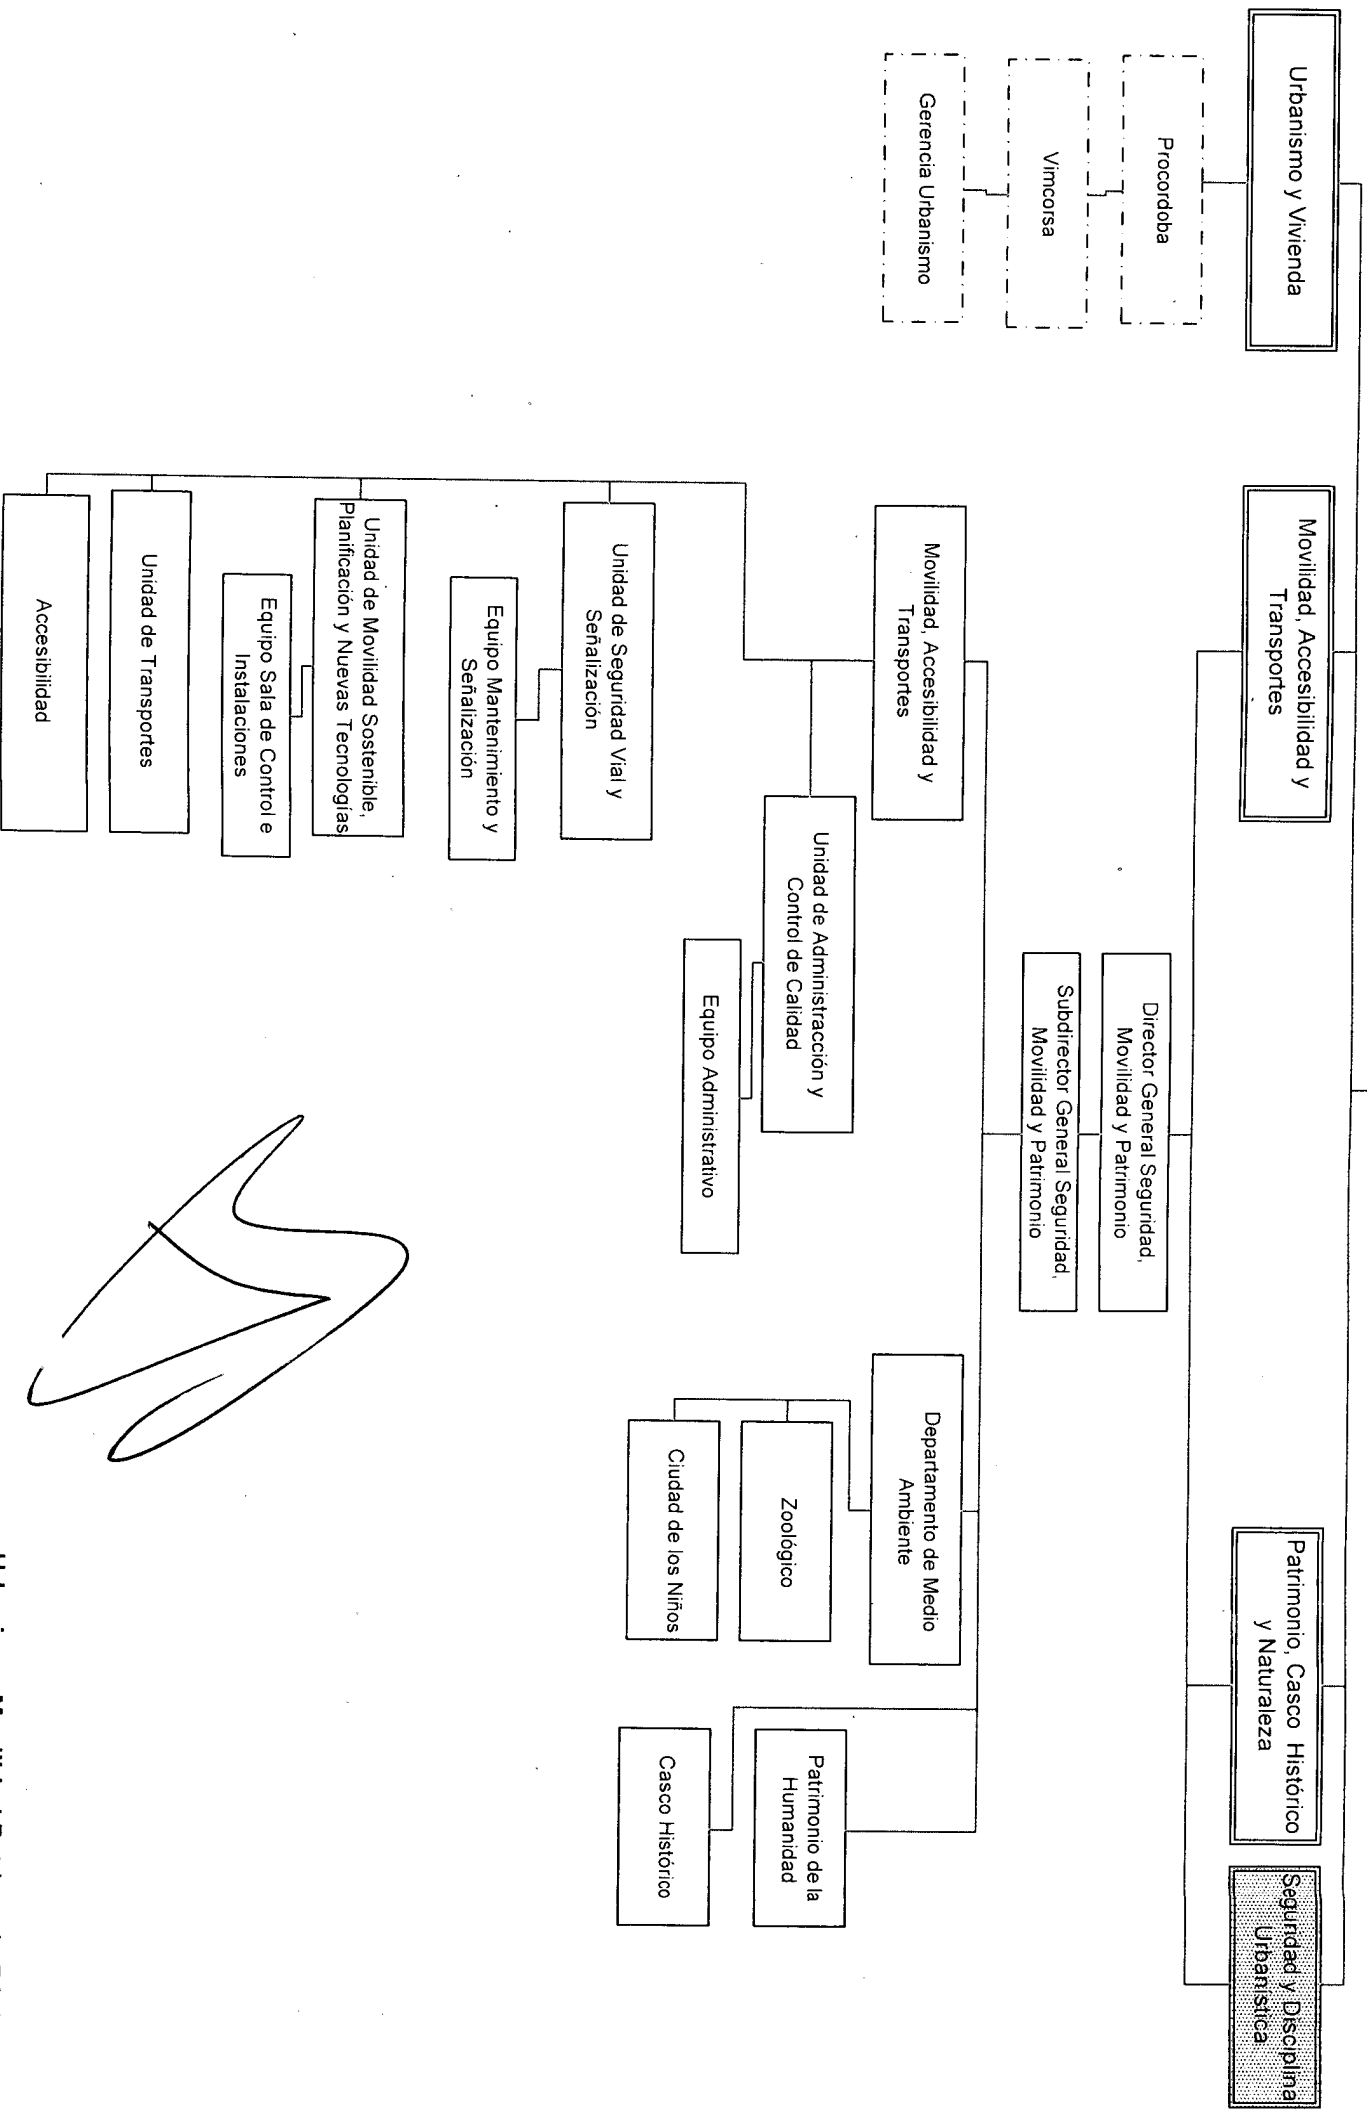 Urbanismo y Vivienda
Procordoba
Vimcorsa
Gerencia Urbanismo
Movilidad, Accesibilidad y
Transportes
Patrimonio, Casco Histórico
y Naturaleza
Seguridad y Disciplina
Urbanística
Director General Seguridad,
Movilidad y Patrimonio
Subdirector General Seguridad,
Movilidad y Patrimonio
Movilidad, Accesibilidad y
Transportes
Unidad de Administracción y
Control de Calidad
Equipo Administrativo
Unidad de Seguridad Vial y
Señalización
Equipo Mantenimiento y
Señalización
Unidad de Movilidad Sostenible,
Planificación y Nuevas Tecnologías
Equipo Sala de Control e
Instalaciones
Unidad de Transportes
Accesibilidad
Departamento de Medio
Ambiente
Zoológico
Ciudad de los Niños
Patrimonio de la
Humanidad
Casco Histórico